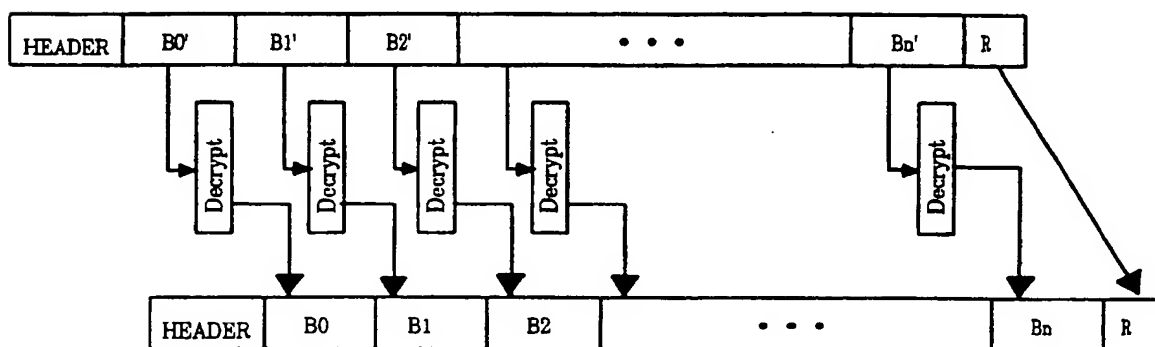 HEADER B0' B1' B2' • • • Bn' R
Decrypt Decrypt Decrypt Decrypt Decrypt
HEADER B0 B1 B2 • • • Bn R